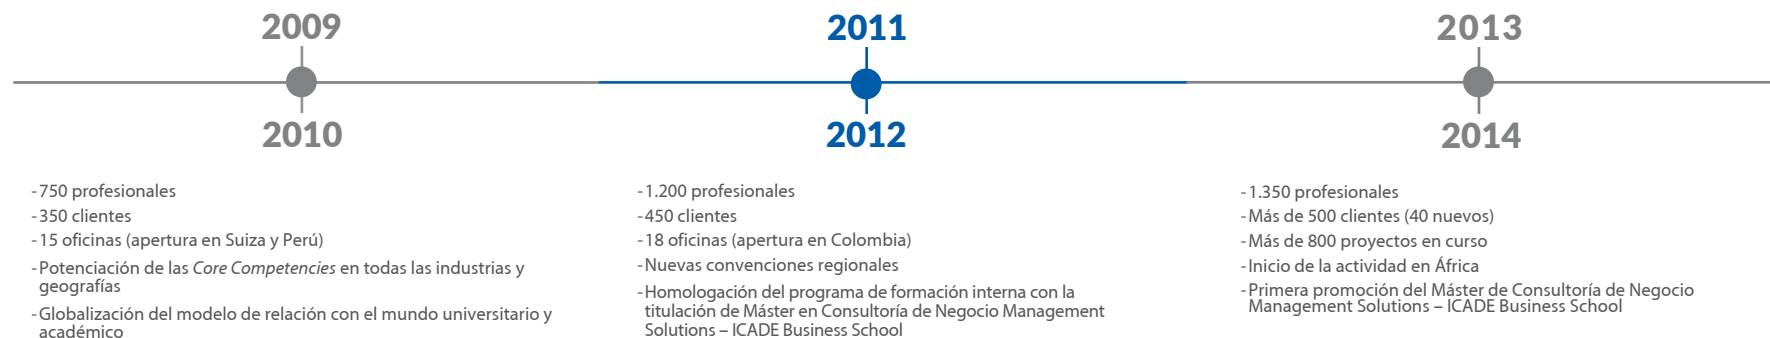 2009
2010
-750 profesionales
-350 clientes
-15 oficinas (apertura en Suiza y Perú)
-Potenciación de las Core Competencies en todas las industrias y
geografías
-Globalización del modelo de relación con el mundo universitario y
académico
2011
2012
-1.200 profesionales
-450 clientes
-18 oficinas (apertura en Colombia)
-Nuevas convenciones regionales
-Homologación del programa de formación interna con la
titulación de Máster en Consultoría de Negocio Management
Solutions – ICADE Business School
2013
2014
-1.350 profesionales
-Más de 500 clientes (40 nuevos)
-Más de 800 proyectos en curso
-Inicio de la actividad en África
-Primera promoción del Máster de Consultoría de Negocio
Management Solutions – ICADE Business School